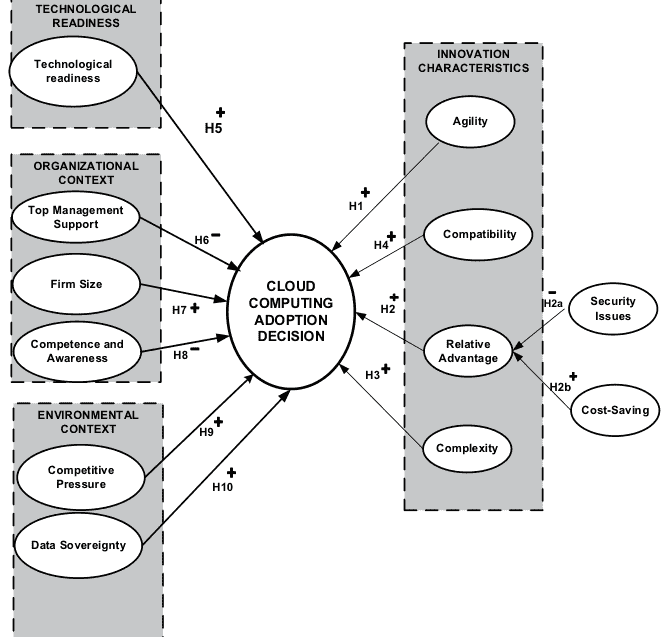 TECHNOLOGICAL
READINESS
Technological
readiness
+
H5
ORGANIZATIONAL
CONTEXT
Top Management
Support
H6 −
Firm Size
H7 +
Competence and
Awareness
H8 −
ENVIRONMENTAL
CONTEXT
Competitive
Pressure
H9 +
Data Sovereignty
+
H10
CLOUD
COMPUTING
ADOPTION
DECISION
INNOVATION
CHARACTERISTICS
Agility
+
H1
Compatibility
H4 +
Relative
Advantage
+
H2
Complexity
H3 +
Security
Issues
−
H2a
Cost-Saving
H2b +